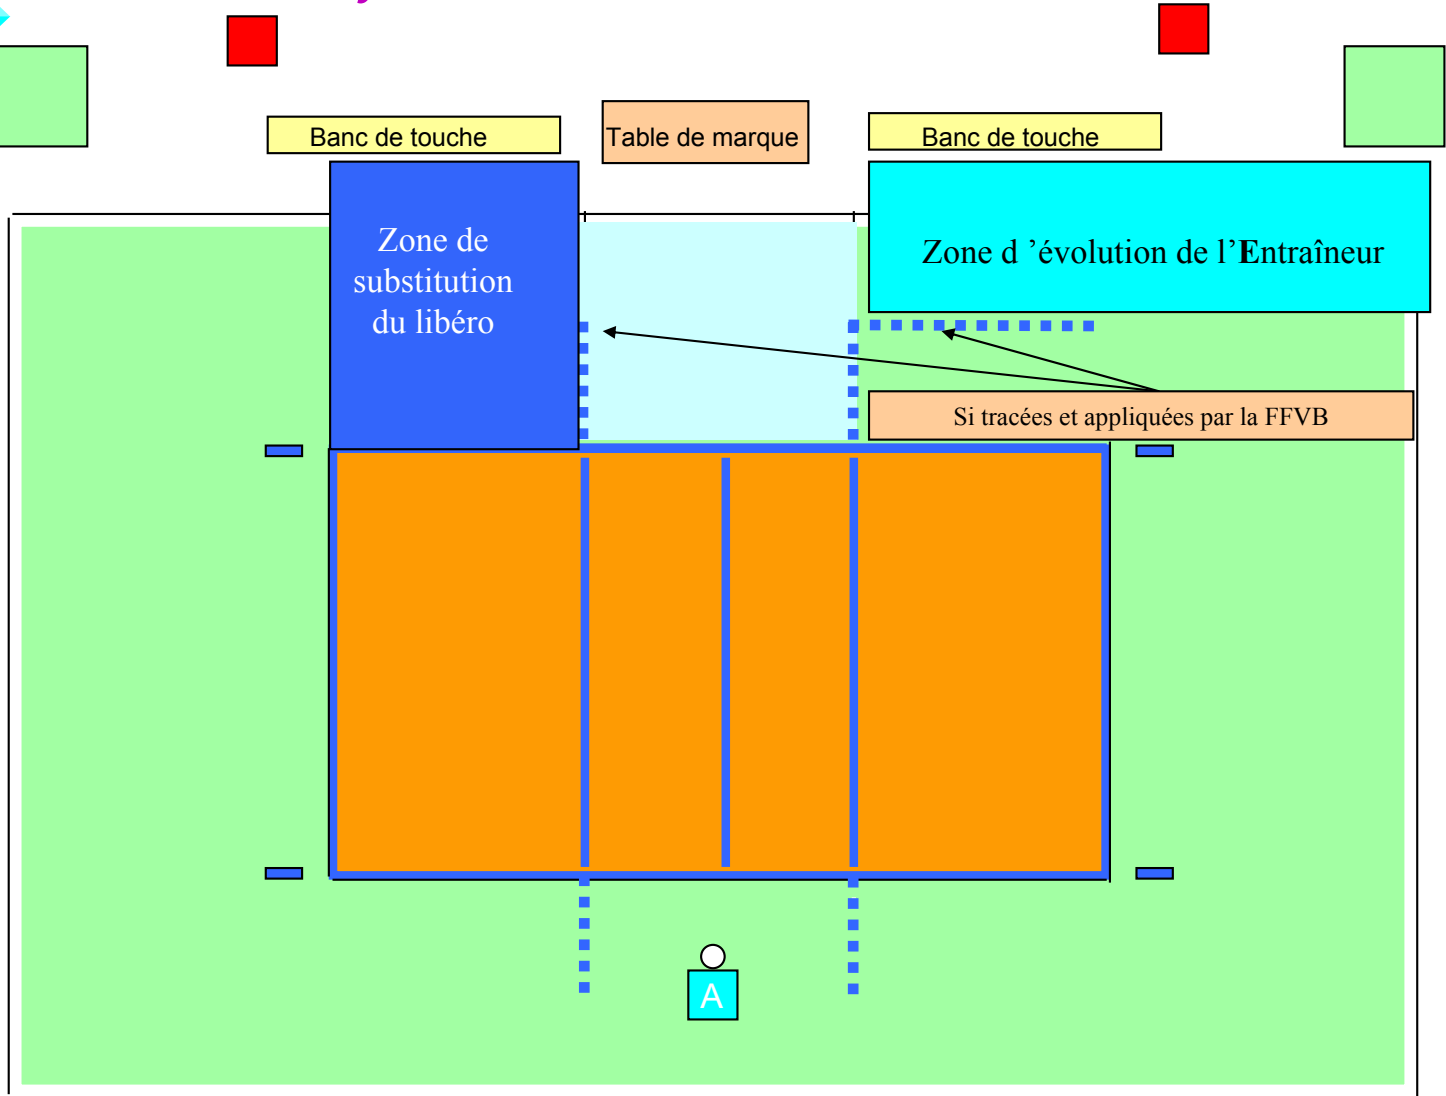 Banc de touche
Table de marque
Banc de touche
Zone de
substitution
du libéro
Zone d ’évolution de l’Entraîneur
Si tracées et appliquées par la FFVB
A